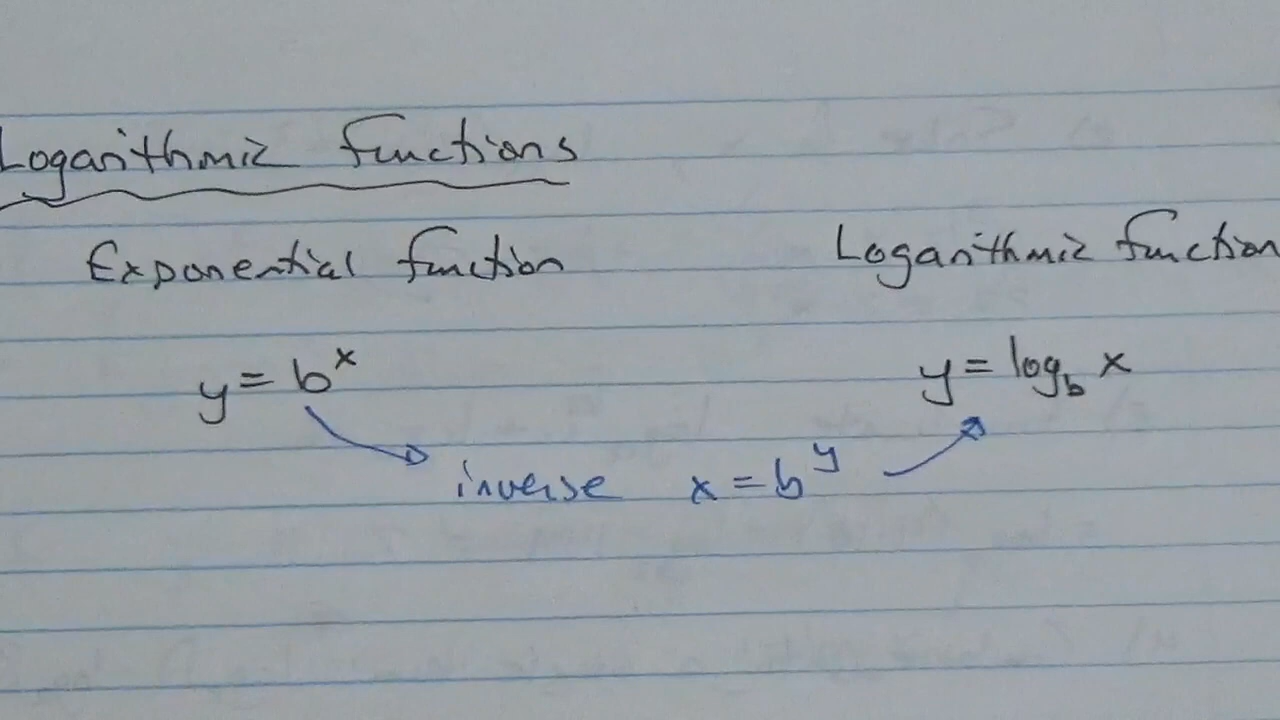 Logarithmic functions
Exponential function Logarithmic function
y = b^x y = log_b x
inverse x = b^y